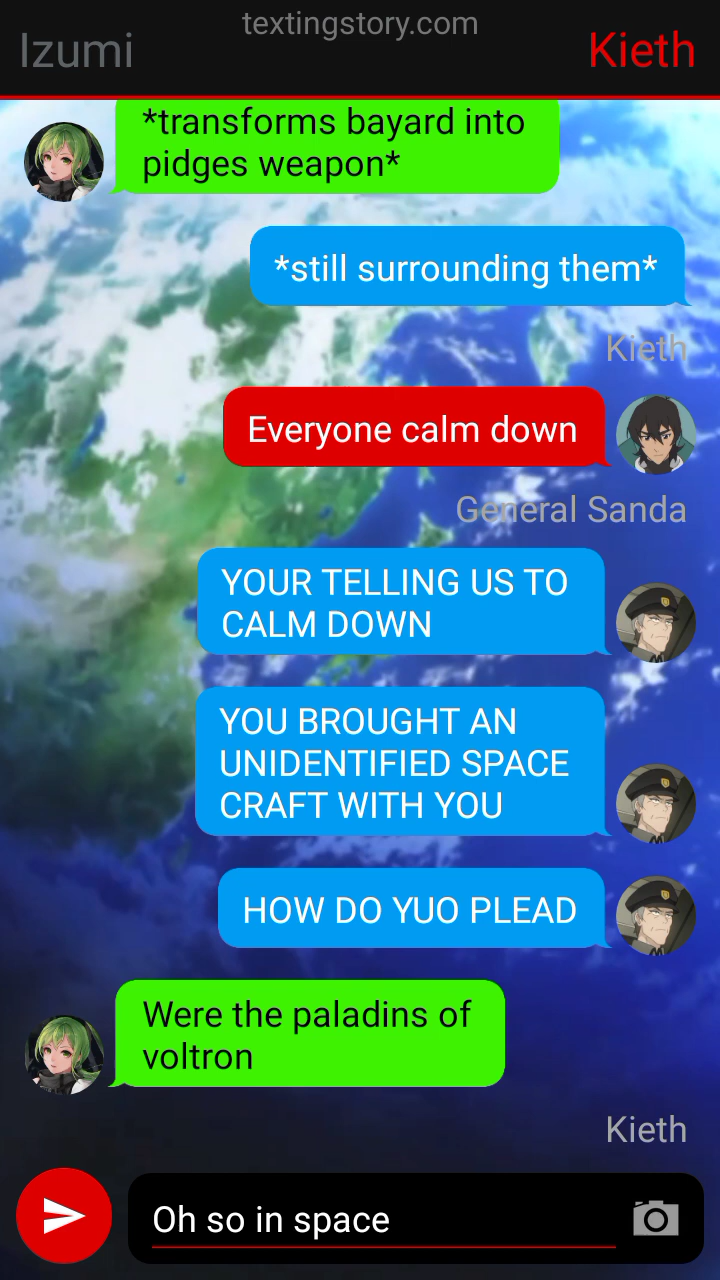 textingstory.com
Izumi
Kieth
*transforms bayard into
pidges weapon*
*still surrounding them*
Kieth
Everyone calm down
General Sanda
YOUR TELLING US TO
CALM DOWN
YOU BROUGHT AN
UNIDENTIFIED SPACE
CRAFT WITH YOU
HOW DO YUO PLEAD
Were the paladins of
voltron
Kieth
Oh so in space